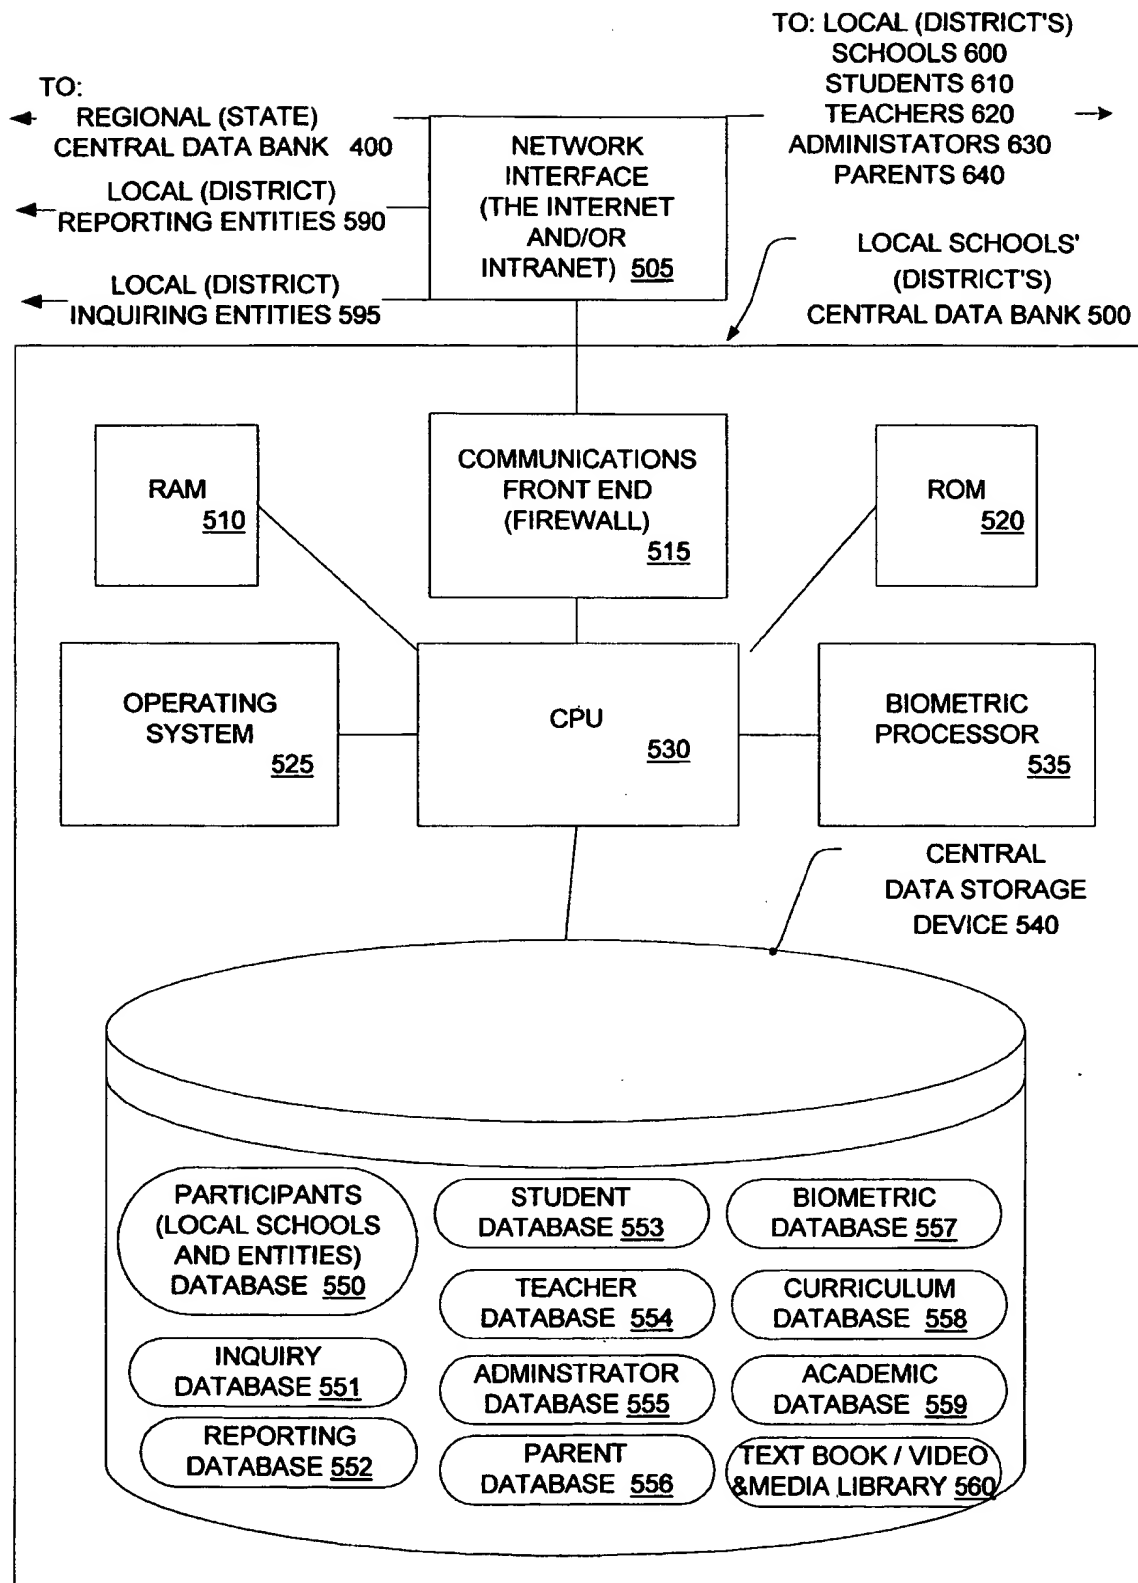 TO:
REGIONAL (STATE)
CENTRAL DATA BANK 400
LOCAL (DISTRICT)
REPORTING ENTITIES 590
LOCAL (DISTRICT)
INQUIRING ENTITIES 595
NETWORK
INTERFACE
(THE INTERNET
AND/OR
INTRANET) 505
TO: LOCAL (DISTRICT'S)
SCHOOLS 600
STUDENTS 610
TEACHERS 620
ADMINISTATORS 630
PARENTS 640
LOCAL SCHOOLS'
(DISTRICT'S)
CENTRAL DATA BANK 500
RAM
510
COMMUNICATIONS
FRONT END
(FIREWALL)
515
ROM
520
OPERATING
SYSTEM
525
CPU
530
BIOMETRIC
PROCESSOR
535
CENTRAL
DATA STORAGE
DEVICE 540
PARTICIPANTS
(LOCAL SCHOOLS
AND ENTITIES)
DATABASE 550
INQUIRY
DATABASE 551
REPORTING
DATABASE 552
STUDENT
DATABASE 553
TEACHER
DATABASE 554
ADMINSTRATOR
DATABASE 555
PARENT
DATABASE 556
BIOMETRIC
DATABASE 557
CURRICULUM
DATABASE 558
ACADEMIC
DATABASE 559
TEXT BOOK / VIDEO
&MEDIA LIBRARY 560